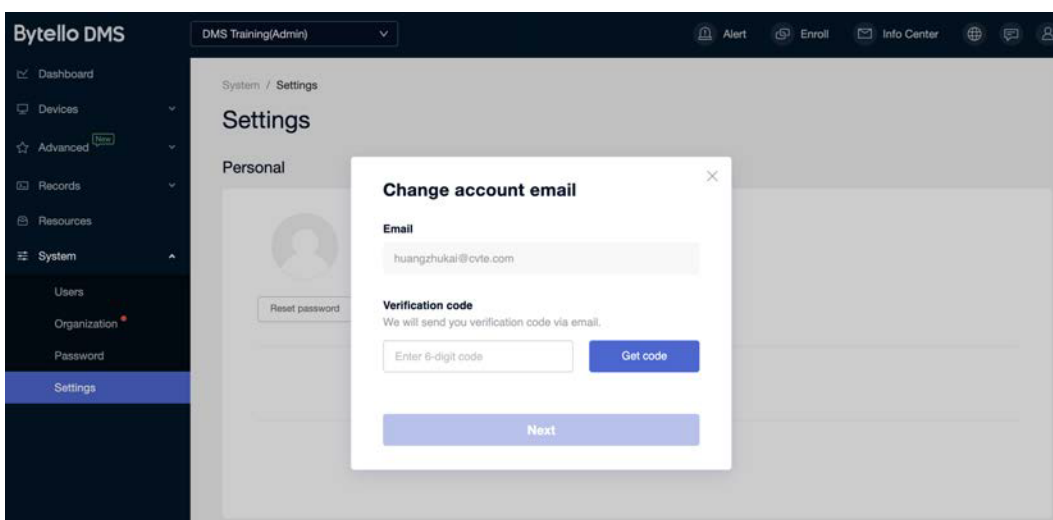 Bytello DMS
DMS Training(Admin)
Alert
Enroll
Info Center
Dashboard
Devices
Advanced New
Records
Resources
System
Users
Organization
Password
Settings
System / Settings
Settings
Personal
Reset password
Change account email
Email
huangzhukai@cvte.com
Verification code
We will send you verification code via email.
Enter 6-digit code
Get code
Next